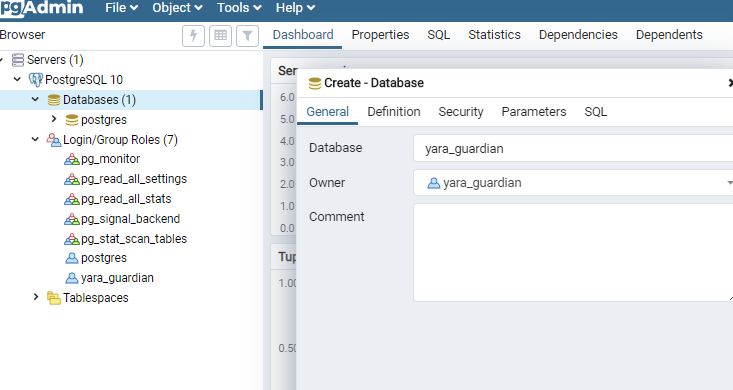 pgAdmin File Object Tools Help
Browser Dashboard Properties SQL Statistics Dependencies Dependents
Servers (1)
PostgreSQL 10
Databases (1)
postgres
Login/Group Roles (7)
pg_monitor
pg_read_all_settings
pg_read_all_stats
pg_signal_backend
pg_stat_scan_tables
postgres
yara_guardian
Tablespaces
6.0
5.0
4.0
3.0
2.0
1.0
0.0
Tup
1.00
0.50
Create - Database
General Definition Security Parameters SQL
Database yara_guardian
Owner yara_guardian
Comment